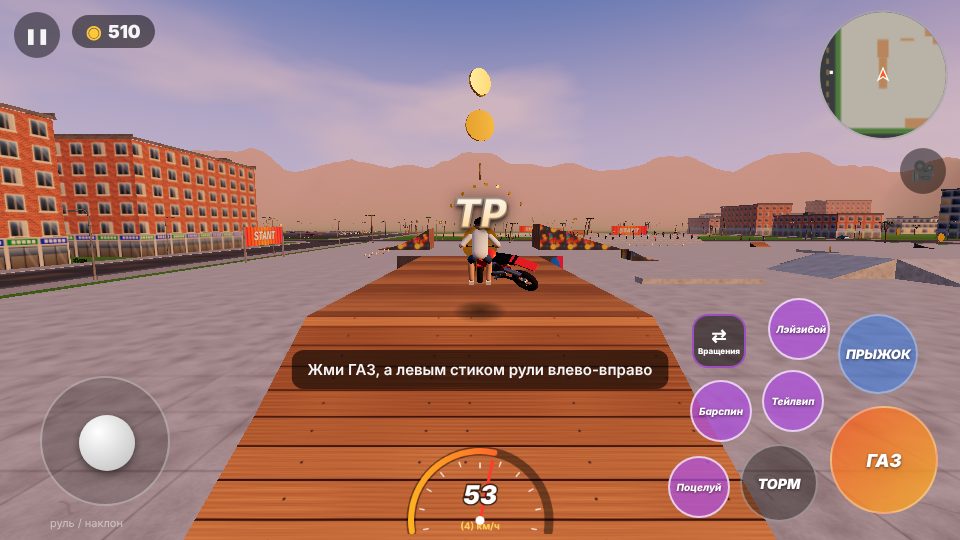 510
START
TP
Лэйзибой
Вращения
ПРЫЖОК
Жми ГАЗ, а левым стиком рули влево-вправо
Барспин
Тейлвип
ГАЗ
53
Поцелуй
ТОРМ
руль / наклон
(4) км/ч